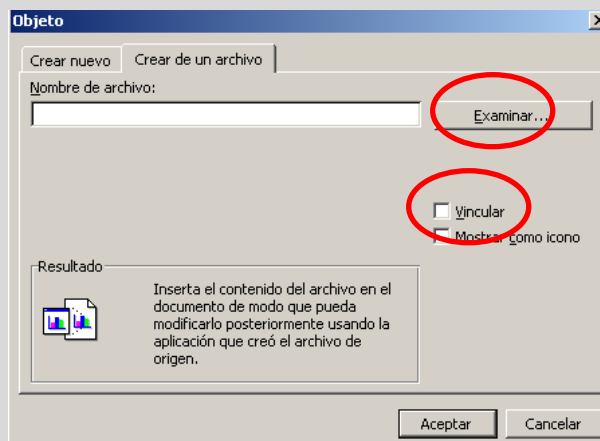 Objeto
Crear nuevo
Crear de un archivo
Nombre de archivo:
Examinar...
Vincular
Mostrar como icono
Resultado
Inserta el contenido del archivo en el
documento de modo que pueda
modificarlo posteriormente usando la
aplicación que creó el archivo de
origen.
Aceptar
Cancelar